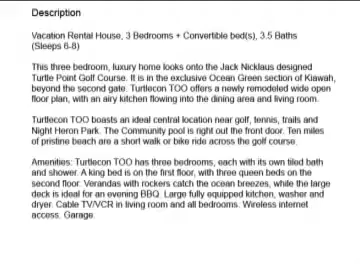 Description
Vacation Rental House, 3 Bedrooms + Convertible bed(s), 3.5 Baths
(Sleeps 6-8)
This three bedroom, luxury home looks onto the Jack Nicklaus designed
Turtle Point Golf Course. It is in the exclusive Ocean Green section of Kiawah,
beyond the second gate. Turtlecon TOO offers a newly remodeled wide open
floor plan, with an airy kitchen flowing into the dining area and living room.
Turtlecon TOO boasts an ideal central location near golf, tennis, trails and
Night Heron Park. The Community pool is right out the front door. Ten miles
of pristine beach are a short walk or bike ride across the golf course.
Amenities: Turtlecon TOO has three bedrooms, each with its own tiled bath
and shower. A king bed is on the first floor, with three queen beds on the
second floor. Verandas with rockers catch the ocean breezes, while the large
deck is ideal for an evening BBQ. Large fully equipped kitchen, washer and
dryer. Cable TV/VCR in living room and all bedrooms. Wireless internet
access. Garage.